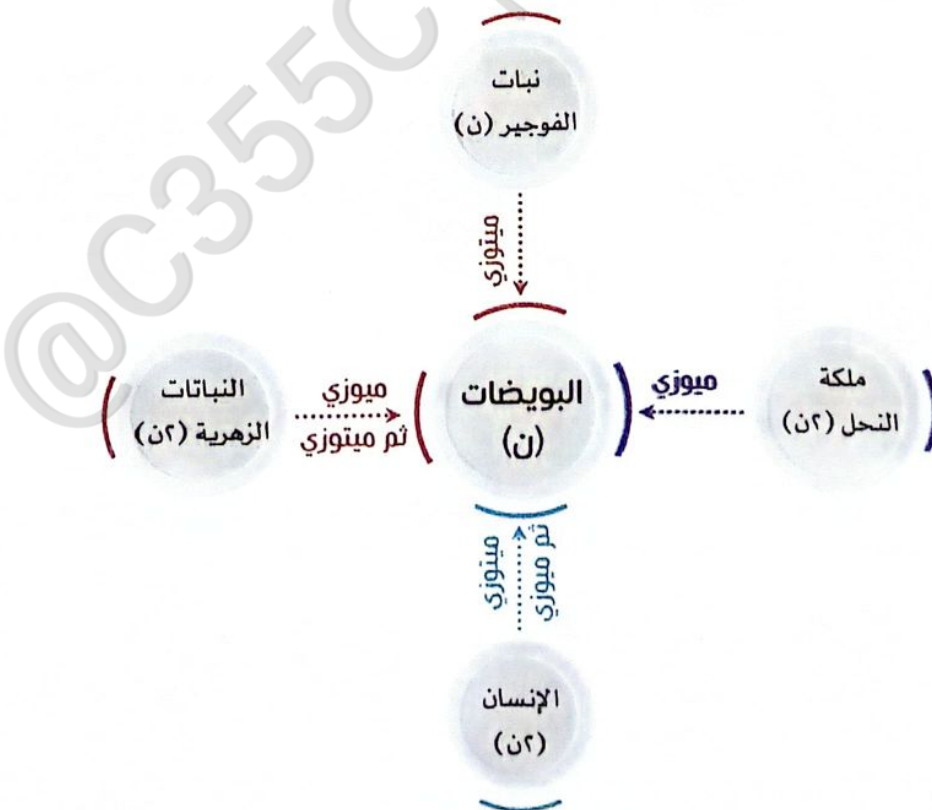 @C355C
نبات
الفوجير (ن)
ميتوزي
النباتات
الزهرية (٢ن)
ميوزي
ثم ميتوزي
البويضات
(ن)
ميوزي
ملكة
النحل (٢ن)
ميتوزي
ثم ميوزي
الإنسان
(٢ن)